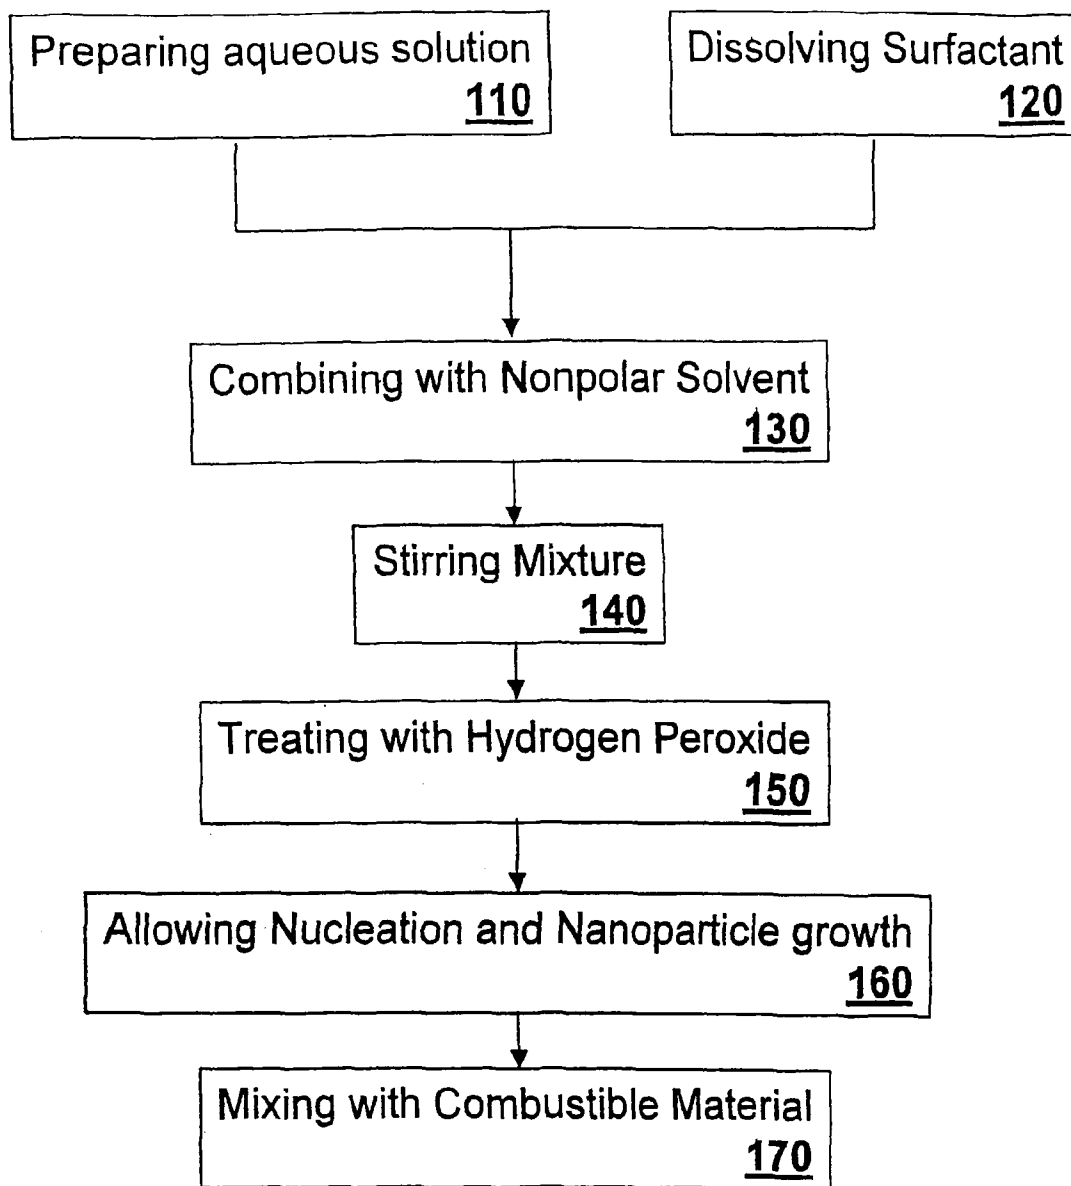 Preparing aqueous solution
110
Dissolving Surfactant
120
Combining with Nonpolar Solvent
130
Stirring Mixture
140
Treating with Hydrogen Peroxide
150
Allowing Nucleation and Nanoparticle growth
160
Mixing with Combustible Material
170